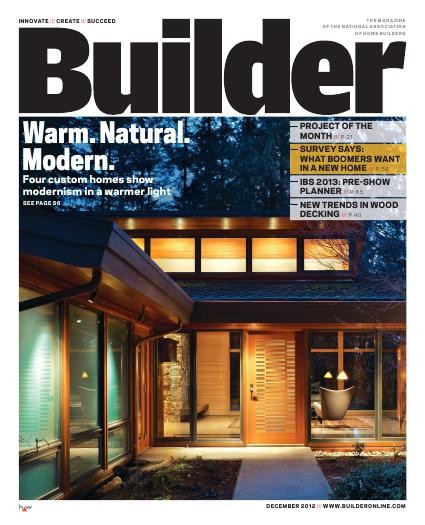 INNOVATE /// CREATE /// SUCCEED
THE MAGAZINE
OF THE NATIONAL ASSOCIATION
OF HOME BUILDERS
Builder
Warm. Natural.
Modern.
Four custom homes show
modernism in a warmer light
SEE PAGE 56
PROJECT OF THE
MONTH /// P. 21
SURVEY SAYS:
WHAT BOOMERS WANT
IN A NEW HOME /// P. 50
IBS 2013: PRE-SHOW
PLANNER /// P. 65
NEW TRENDS IN WOOD
DECKING /// P. 40
DECEMBER 2012 /// WWW.BUILDERONLINE.COM